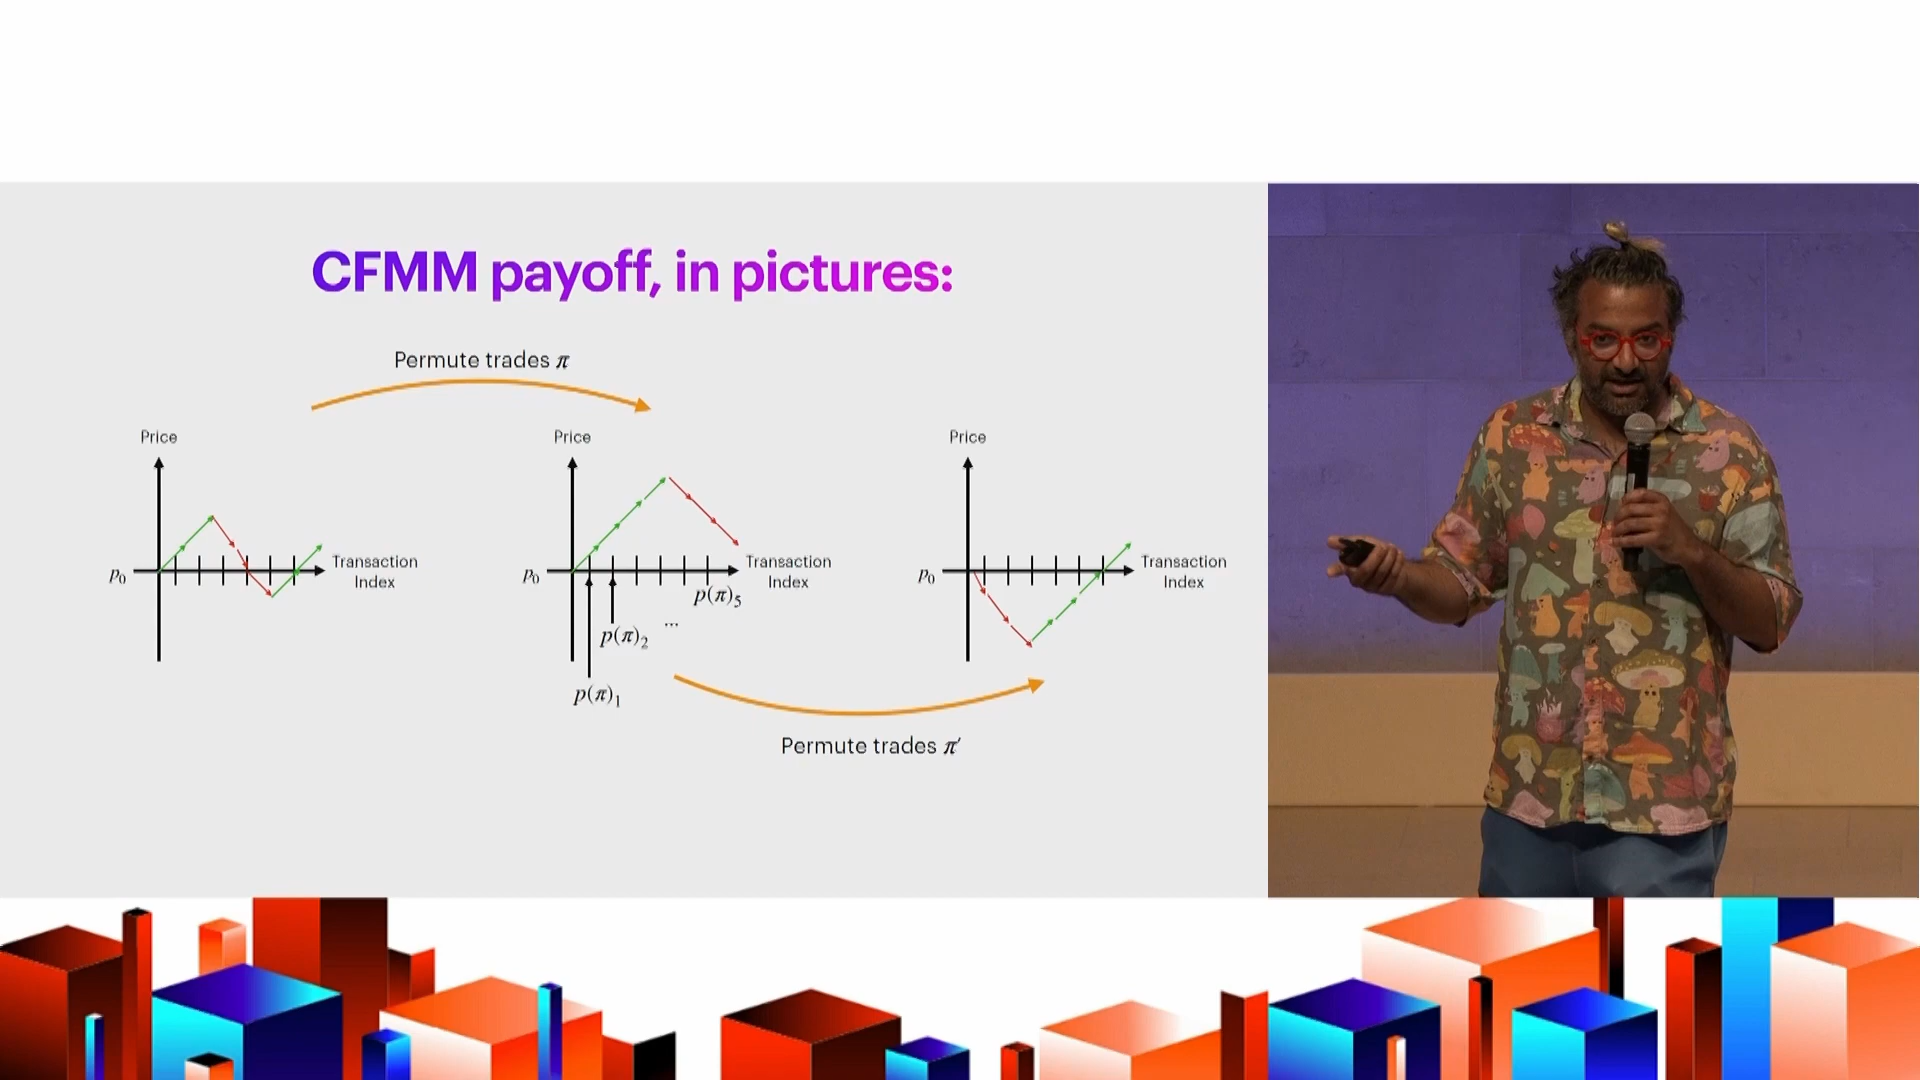 CFMM payoff, in pictures:
Permute trades π
Price
p0
Transaction
Index
Price
p0
Transaction
Index
p(π)5
...
p(π)2
p(π)1
Price
p0
Transaction
Index
Permute trades π′